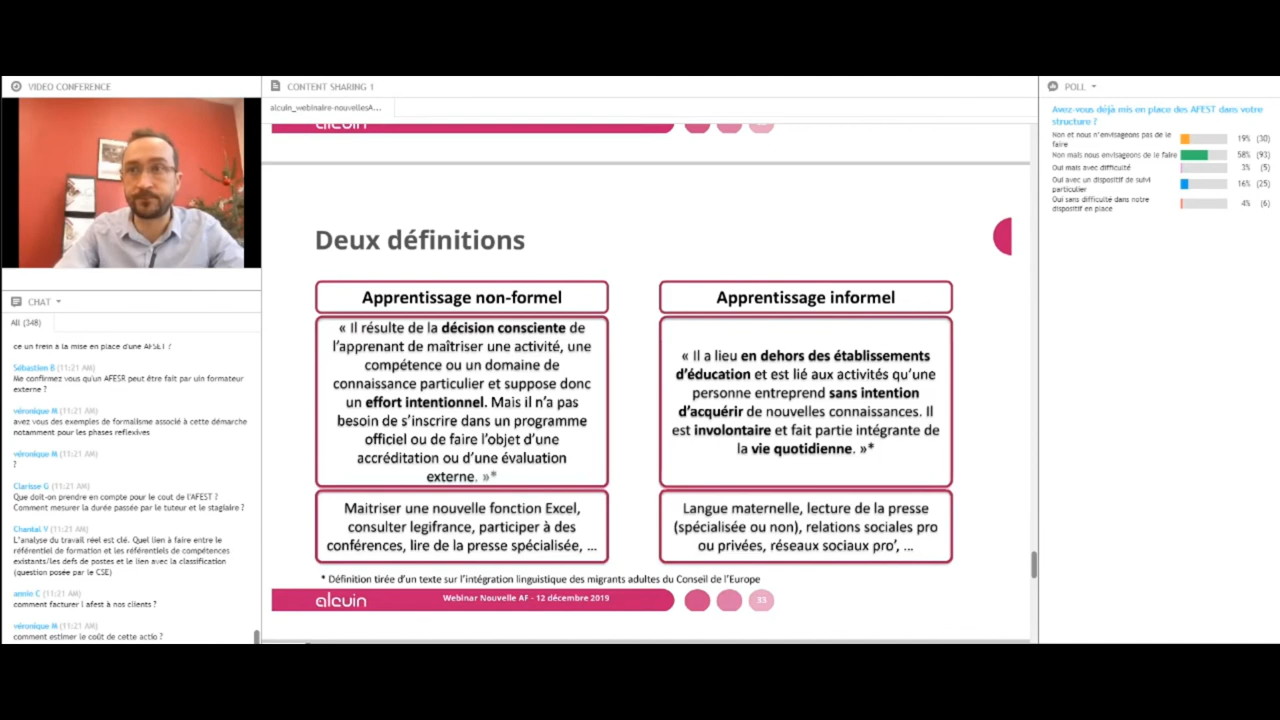 VIDEO CONFERENCE
CHAT
All (348)
ce un frein à la mise en place d'une AFSET ?
Sébastien B (11:21 AM)
Me confirmez vous qu'un AFESR peut être fait par uin formateur
externe ?
véronique M (11:21 AM)
avez vous des exemples de formalisme associé à cette démarche
notamment pour les phases reflexives
véronique M (11:21 AM)
?
Clarisse G (11:21 AM)
Que doit-on prendre en compte pour le cout de l'AFEST ?
Comment mesurer la durée passée par le tuteur et le stagiaire ?
Chantal V (11:21 AM)
L'analyse du travail réel est clé. Quel lien à faire entre le
référentiel de formation et les référentiels de compétences
existants/les defs de postes et le lien avec la classification
(question posée par le CSE)
annie C (11:21 AM)
comment facturer l afest à nos clients ?
véronique M (11:21 AM)
comment estimer le coût de cette actio ?
CONTENT SHARING 1
alcuin_webinaire-nouvellesA...
alcuin
Deux définitions
Apprentissage non-formel
« Il résulte de la décision consciente de
l'apprenant de maîtriser une activité, une
compétence ou un domaine de
connaissance particulier et suppose donc
un effort intentionnel. Mais il n'a pas
besoin de s'inscrire dans un programme
officiel ou de faire l'objet d'une
accréditation ou d'une évaluation
externe. »*
Maitriser une nouvelle fonction Excel,
consulter legifrance, participer à des
conférences, lire de la presse spécialisée, ...
Apprentissage informel
« Il a lieu en dehors des établissements
d'éducation et est lié aux activités qu'une
personne entreprend sans intention
d'acquérir de nouvelles connaissances. Il
est involontaire et fait partie intégrante de
la vie quotidienne. »*
Langue maternelle, lecture de la presse
(spécialisée ou non), relations sociales pro
ou privées, réseaux sociaux pro', ...
* Définition tirée d'un texte sur l'intégration linguistique des migrants adultes du Conseil de l'Europe
alcuin
Webinar Nouvelle AF - 12 décembre 2019
33
POLL
Avez-vous déjà mis en place des AFEST dans votre
structure ?
Non et nous n'envisageons pas de le
faire
19% (30)
Non mais nous envisageons de le faire
58% (93)
Oui mais avec difficulté
3% (5)
Oui avec un dispositif de suivi
particulier
16% (25)
Oui sans difficulté dans notre
dispositif en place
4% (6)